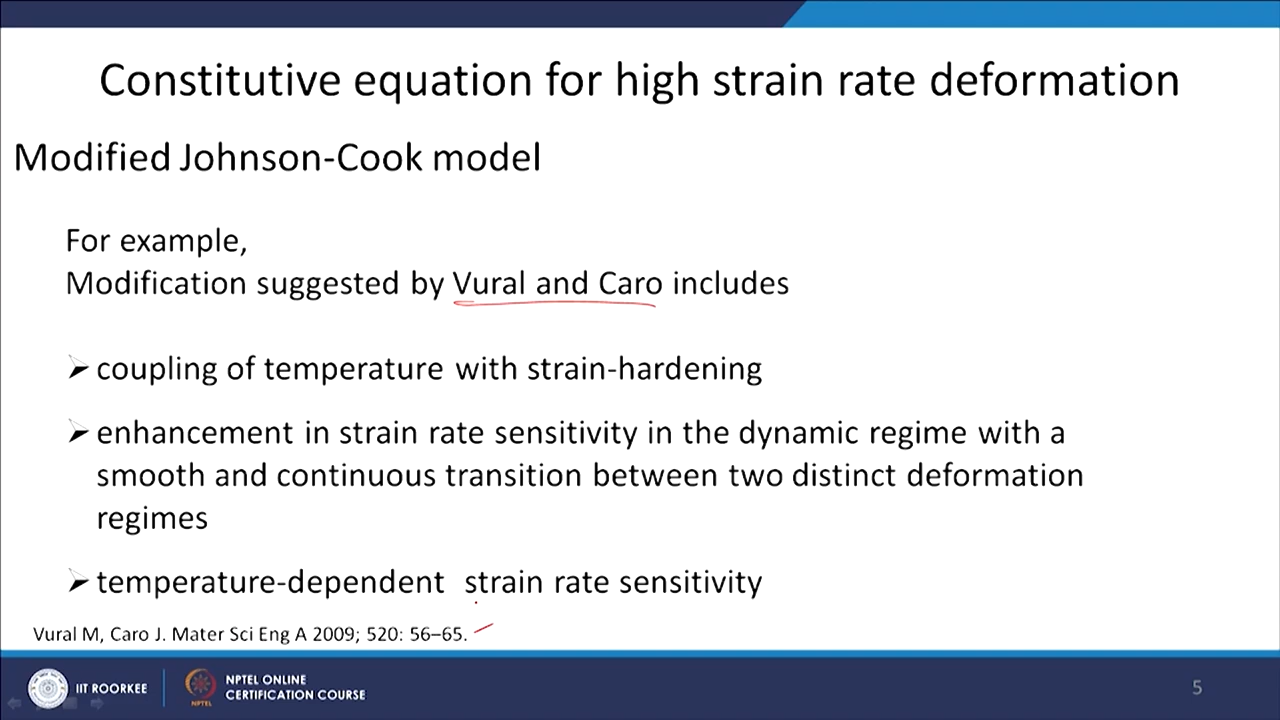 Constitutive equation for high strain rate deformation
Modified Johnson-Cook model
For example,
Modification suggested by Vural and Caro includes
➢ coupling of temperature with strain-hardening
➢ enhancement in strain rate sensitivity in the dynamic regime with a
smooth and continuous transition between two distinct deformation
regimes
➢ temperature-dependent strain rate sensitivity
Vural M, Caro J. Mater Sci Eng A 2009; 520: 56–65.
IIT ROORKEE
NPTEL
NPTEL ONLINE
CERTIFICATION COURSE
5